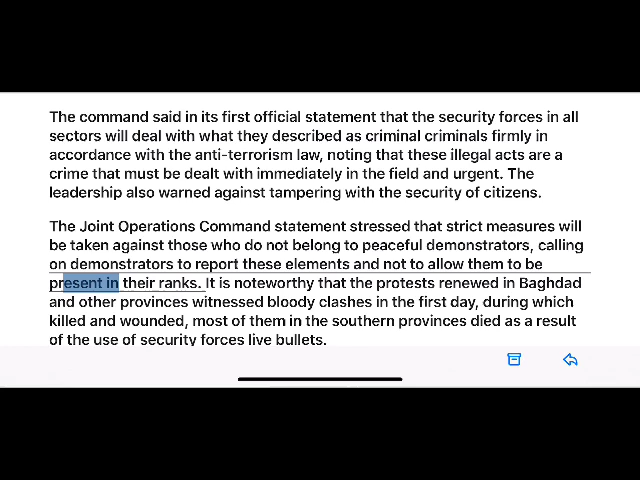 The command said in its first official statement that the security forces in all
sectors will deal with what they described as criminal criminals firmly in
accordance with the anti-terrorism law, noting that these illegal acts are a
crime that must be dealt with immediately in the field and urgent. The
leadership also warned against tampering with the security of citizens.
The Joint Operations Command statement stressed that strict measures will
be taken against those who do not belong to peaceful demonstrators, calling
on demonstrators to report these elements and not to allow them to be
present in their ranks. It is noteworthy that the protests renewed in Baghdad
and other provinces witnessed bloody clashes in the first day, during which
killed and wounded, most of them in the southern provinces died as a result
of the use of security forces live bullets.